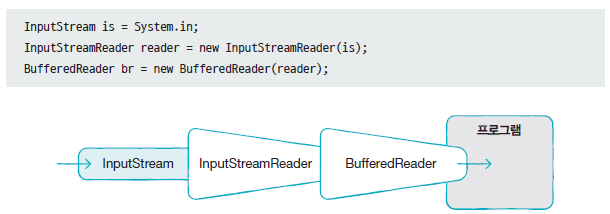 InputStream is = System.in;
InputStreamReader reader = new InputStreamReader(is);
BufferedReader br = new BufferedReader(reader);
프로그램
InputStream InputStreamReader BufferedReader